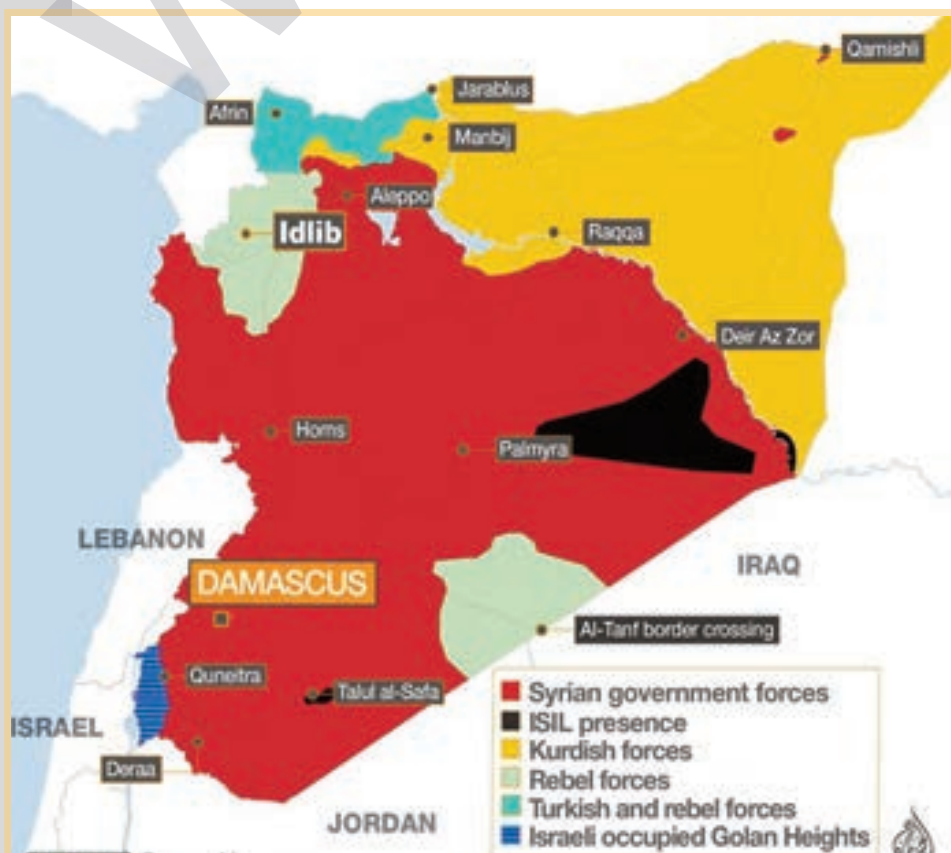 Qamishli
Jarablus
Afrin
Manbij
Aleppo
Idlib
Raqqa
Deir Az Zor
Homs
Palmyra
LEBANON
IRAQ
DAMASCUS
Al-Tanf border crossing
Quneitra
Talul al-Safa
ISRAEL
Deraa
JORDAN
Syrian government forces
ISIL presence
Kurdish forces
Rebel forces
Turkish and rebel forces
Israeli occupied Golan Heights